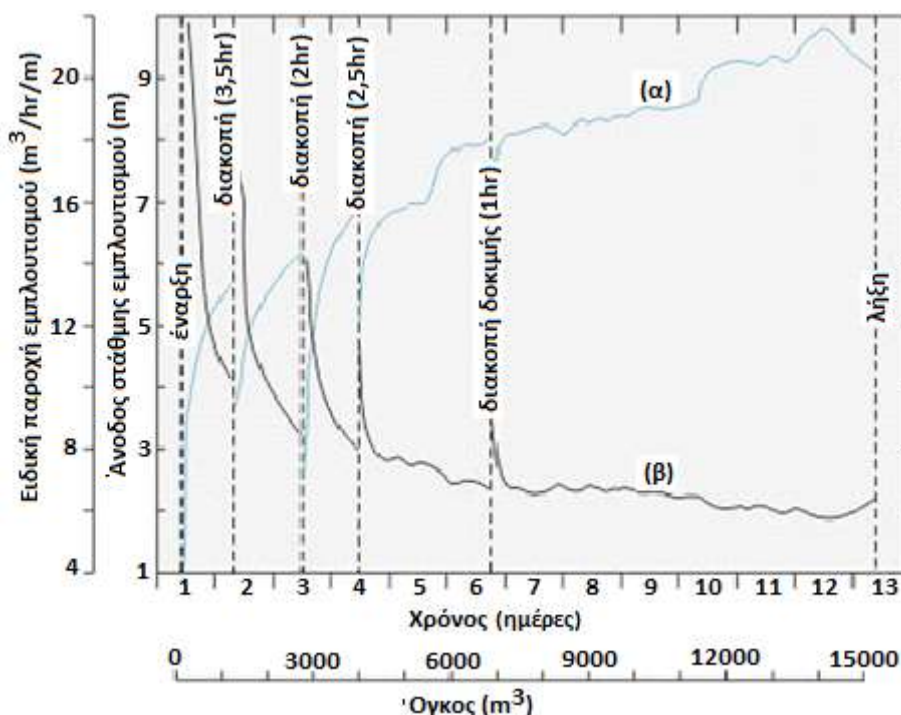 Ειδική παροχή εμπλουτισμού (m³/hr/m)
Άνοδος στάθμης εμπλουτισμού (m)
20
16
12
8
4
9
7
5
3
1
έναρξη
διακοπή (3,5hr)
διακοπή (2hr)
διακοπή (2,5hr)
διακοπή δοκιμής (1hr)
λήξη
(α)
(β)
1 2 3 4 5 6 7 8 9 10 11 12 13
Χρόνος (ημέρες)
0 3000 6000 9000 12000 15000
'Ογκος (m³)